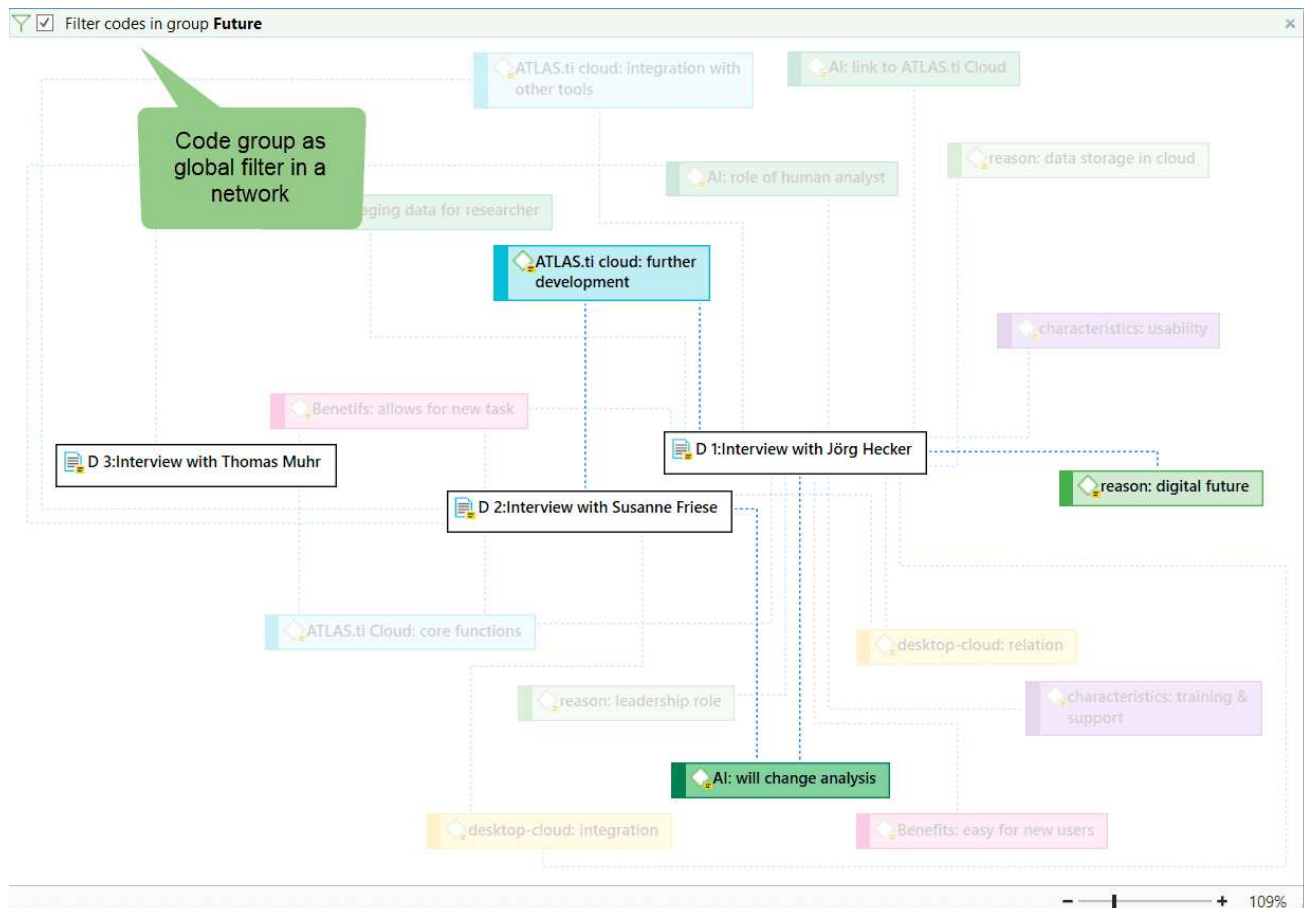 Filter codes in group Future
ATLAS.ti cloud: integration with
other tools
AI: link to ATLAS.ti Cloud
Code group as
global filter in a
network
reason: data storage in cloud
AI: role of human analyst
aging data for researcher
ATLAS.ti cloud: further
development
characteristics: usability
Benetifs: allows for new task
D 3:Interview with Thomas Muhr
D 1:Interview with Jörg Hecker
reason: digital future
D 2:Interview with Susanne Friese
ATLAS.ti Cloud: core functions
desktop-cloud: relation
reason: leadership role
characteristics: training &
support
AI: will change analysis
desktop-cloud: integration
Benefits: easy for new users
109%